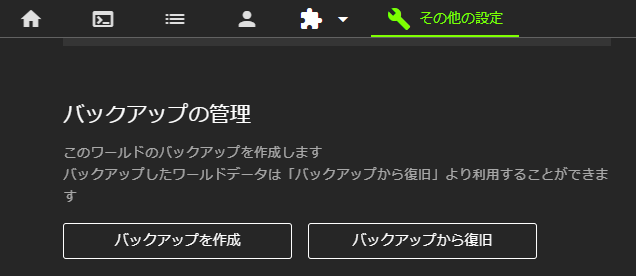 その他の設定
バックアップの管理
このワールドのバックアップを作成します
バックアップしたワールドデータは「バックアップから復旧」より利用することができま
す
バックアップを作成
バックアップから復旧